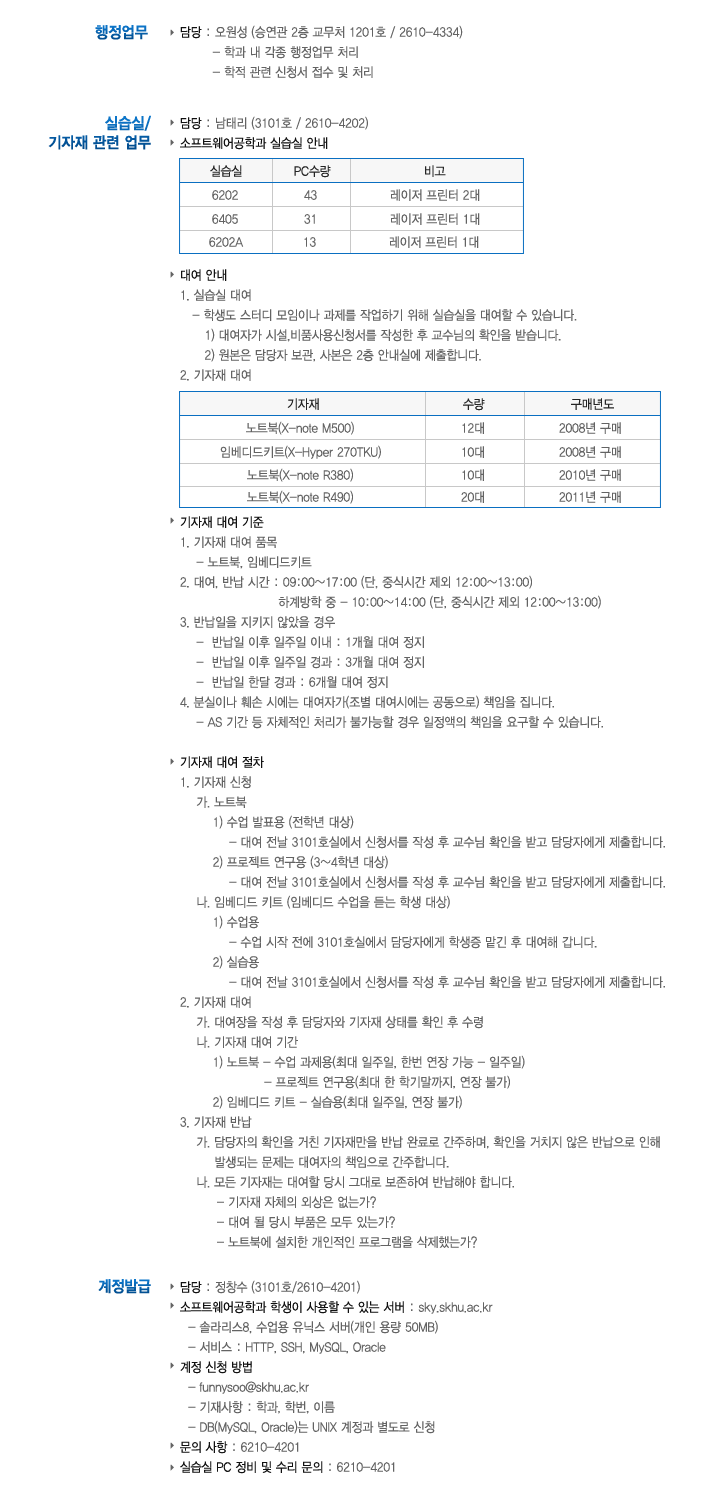 행정업무
담당 : 오원성 (승연관 2층 교무처 1201호 / 2610-4334)
- 학과 내 각종 행정업무 처리
- 학적 관련 신청서 접수 및 처리
실습실/
기자재 관련 업무
담당 : 남태리 (3101호 / 2610-4202)
소프트웨어공학과 실습실 안내
실습실 PC수량 비고
6202 43 레이저 프린터 2대
6405 31 레이저 프린터 1대
6202A 13 레이저 프린터 1대
대여 안내
1. 실습실 대여
- 학생도 스터디 모임이나 과제를 작업하기 위해 실습실을 대여할 수 있습니다.
1) 대여자가 시설,비품사용신청서를 작성한 후 교수님의 확인을 받습니다.
2) 원본은 담당자 보관, 사본은 2층 안내실에 제출합니다.
2. 기자재 대여
기자재 수량 구매년도
노트북(X-note M500) 12대 2008년 구매
임베디드키트(X-Hyper 270TKU) 10대 2008년 구매
노트북(X-note R380) 10대 2010년 구매
노트북(X-note R490) 20대 2011년 구매
기자재 대여 기준
1. 기자재 대여 품목
- 노트북, 임베디드키트
2. 대여, 반납 시간 : 09:00~17:00 (단, 중식시간 제외 12:00~13:00)
하계방학 중 - 10:00~14:00 (단, 중식시간 제외 12:00~13:00)
3. 반납일을 지키지 않았을 경우
- 반납일 이후 일주일 이내 : 1개월 대여 정지
- 반납일 이후 일주일 경과 : 3개월 대여 정지
- 반납일 한달 경과 : 6개월 대여 정지
4. 분실이나 훼손 시에는 대여자가(조별 대여시에는 공동으로) 책임을 집니다.
- AS 기간 등 자체적인 처리가 불가능할 경우 일정액의 책임을 요구할 수 있습니다.
기자재 대여 절차
1. 기자재 신청
가. 노트북
1) 수업 발표용 (전학년 대상)
- 대여 전날 3101호실에서 신청서를 작성 후 교수님 확인을 받고 담당자에게 제출합니다.
2) 프로젝트 연구용 (3~4학년 대상)
- 대여 전날 3101호실에서 신청서를 작성 후 교수님 확인을 받고 담당자에게 제출합니다.
나. 임베디드 키트 (임베디드 수업을 듣는 학생 대상)
1) 수업용
- 수업 시작 전에 3101호실에서 담당자에게 학생증 맡긴 후 대여해 갑니다.
2) 실습용
- 대여 전날 3101호실에서 신청서를 작성 후 교수님 확인을 받고 담당자에게 제출합니다.
2. 기자재 대여
가. 대여장을 작성 후 담당자와 기자재 상태를 확인 후 수령
나. 기자재 대여 기간
1) 노트북 - 수업 과제용(최대 일주일, 한번 연장 가능 - 일주일)
- 프로젝트 연구용(최대 한 학기말까지, 연장 불가)
2) 임베디드 키트 - 실습용(최대 일주일, 연장 불가)
3. 기자재 반납
가. 담당자의 확인을 거친 기자재만을 반납 완료로 간주하며, 확인을 거치지 않은 반납으로 인해
발생되는 문제는 대여자의 책임으로 간주합니다.
나. 모든 기자재는 대여할 당시 그대로 보존하여 반납해야 합니다.
- 기자재 자체의 외상은 없는가?
- 대여 될 당시 부품은 모두 있는가?
- 노트북에 설치한 개인적인 프로그램을 삭제했는가?
계정발급
담당 : 정창수 (3101호/2610-4201)
소프트웨어공학과 학생이 사용할 수 있는 서버 : sky.skhu.ac.kr
- 솔라리스8, 수업용 유닉스 서버(개인 용량 50MB)
- 서비스 : HTTP, SSH, MySQL, Oracle
계정 신청 방법
- funnysoo@skhu.ac.kr
- 기재사항 : 학과, 학번, 이름
- DB(MySQL, Oracle)는 UNIX 계정과 별도로 신청
문의 사항 : 6210-4201
실습실 PC 정비 및 수리 문의 : 6210-4201